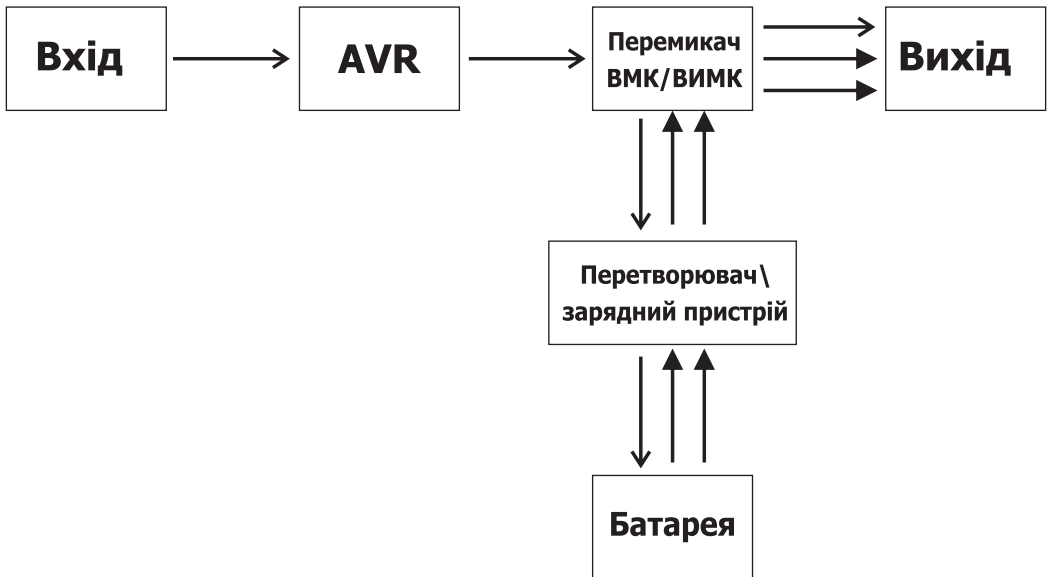 Вхід
AVR
Перемикач
ВМК/ВИМК
Вихід
Перетворювач\
зарядний пристрій
Батарея